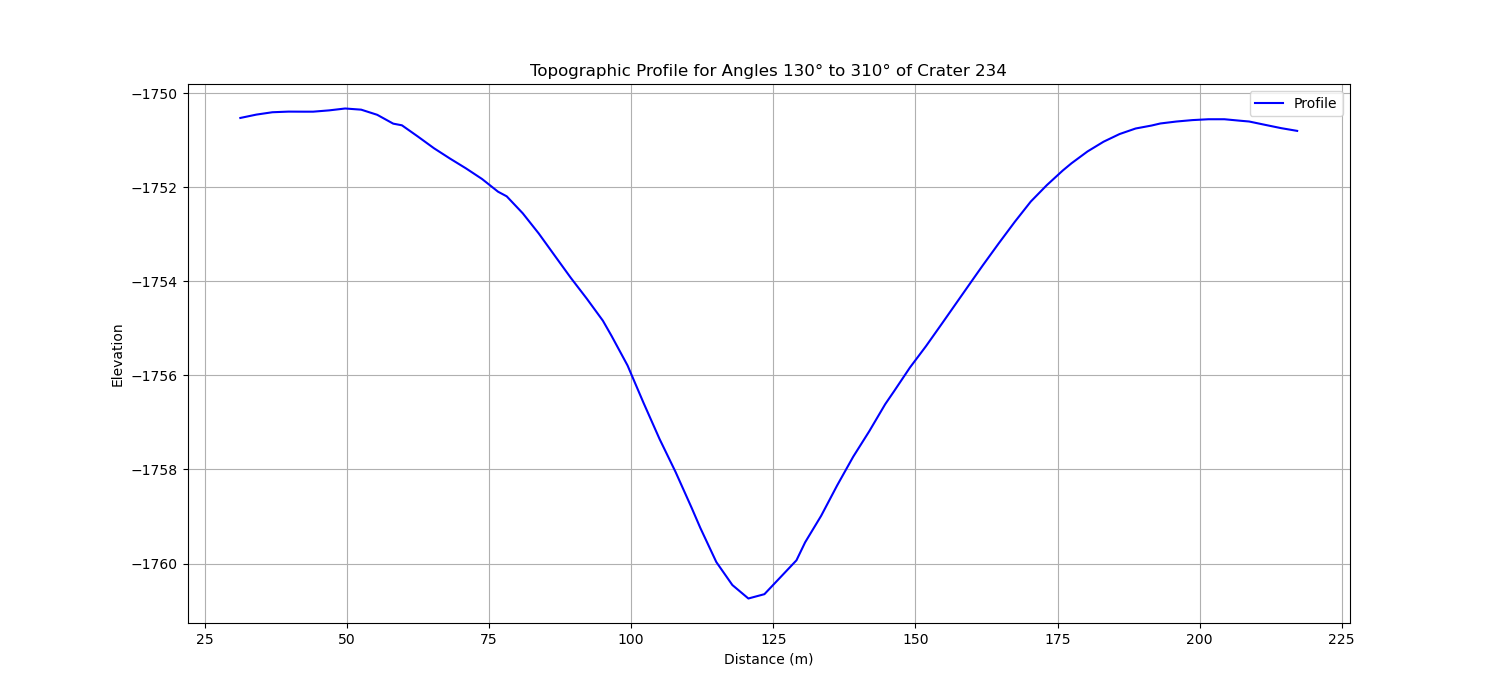 Topographic Profile for Angles 130° to 310° of Crater 234
Profile
Elevation
−1750
−1752
−1754
−1756
−1758
−1760
25 50 75 100 125 150 175 200 225
Distance (m)